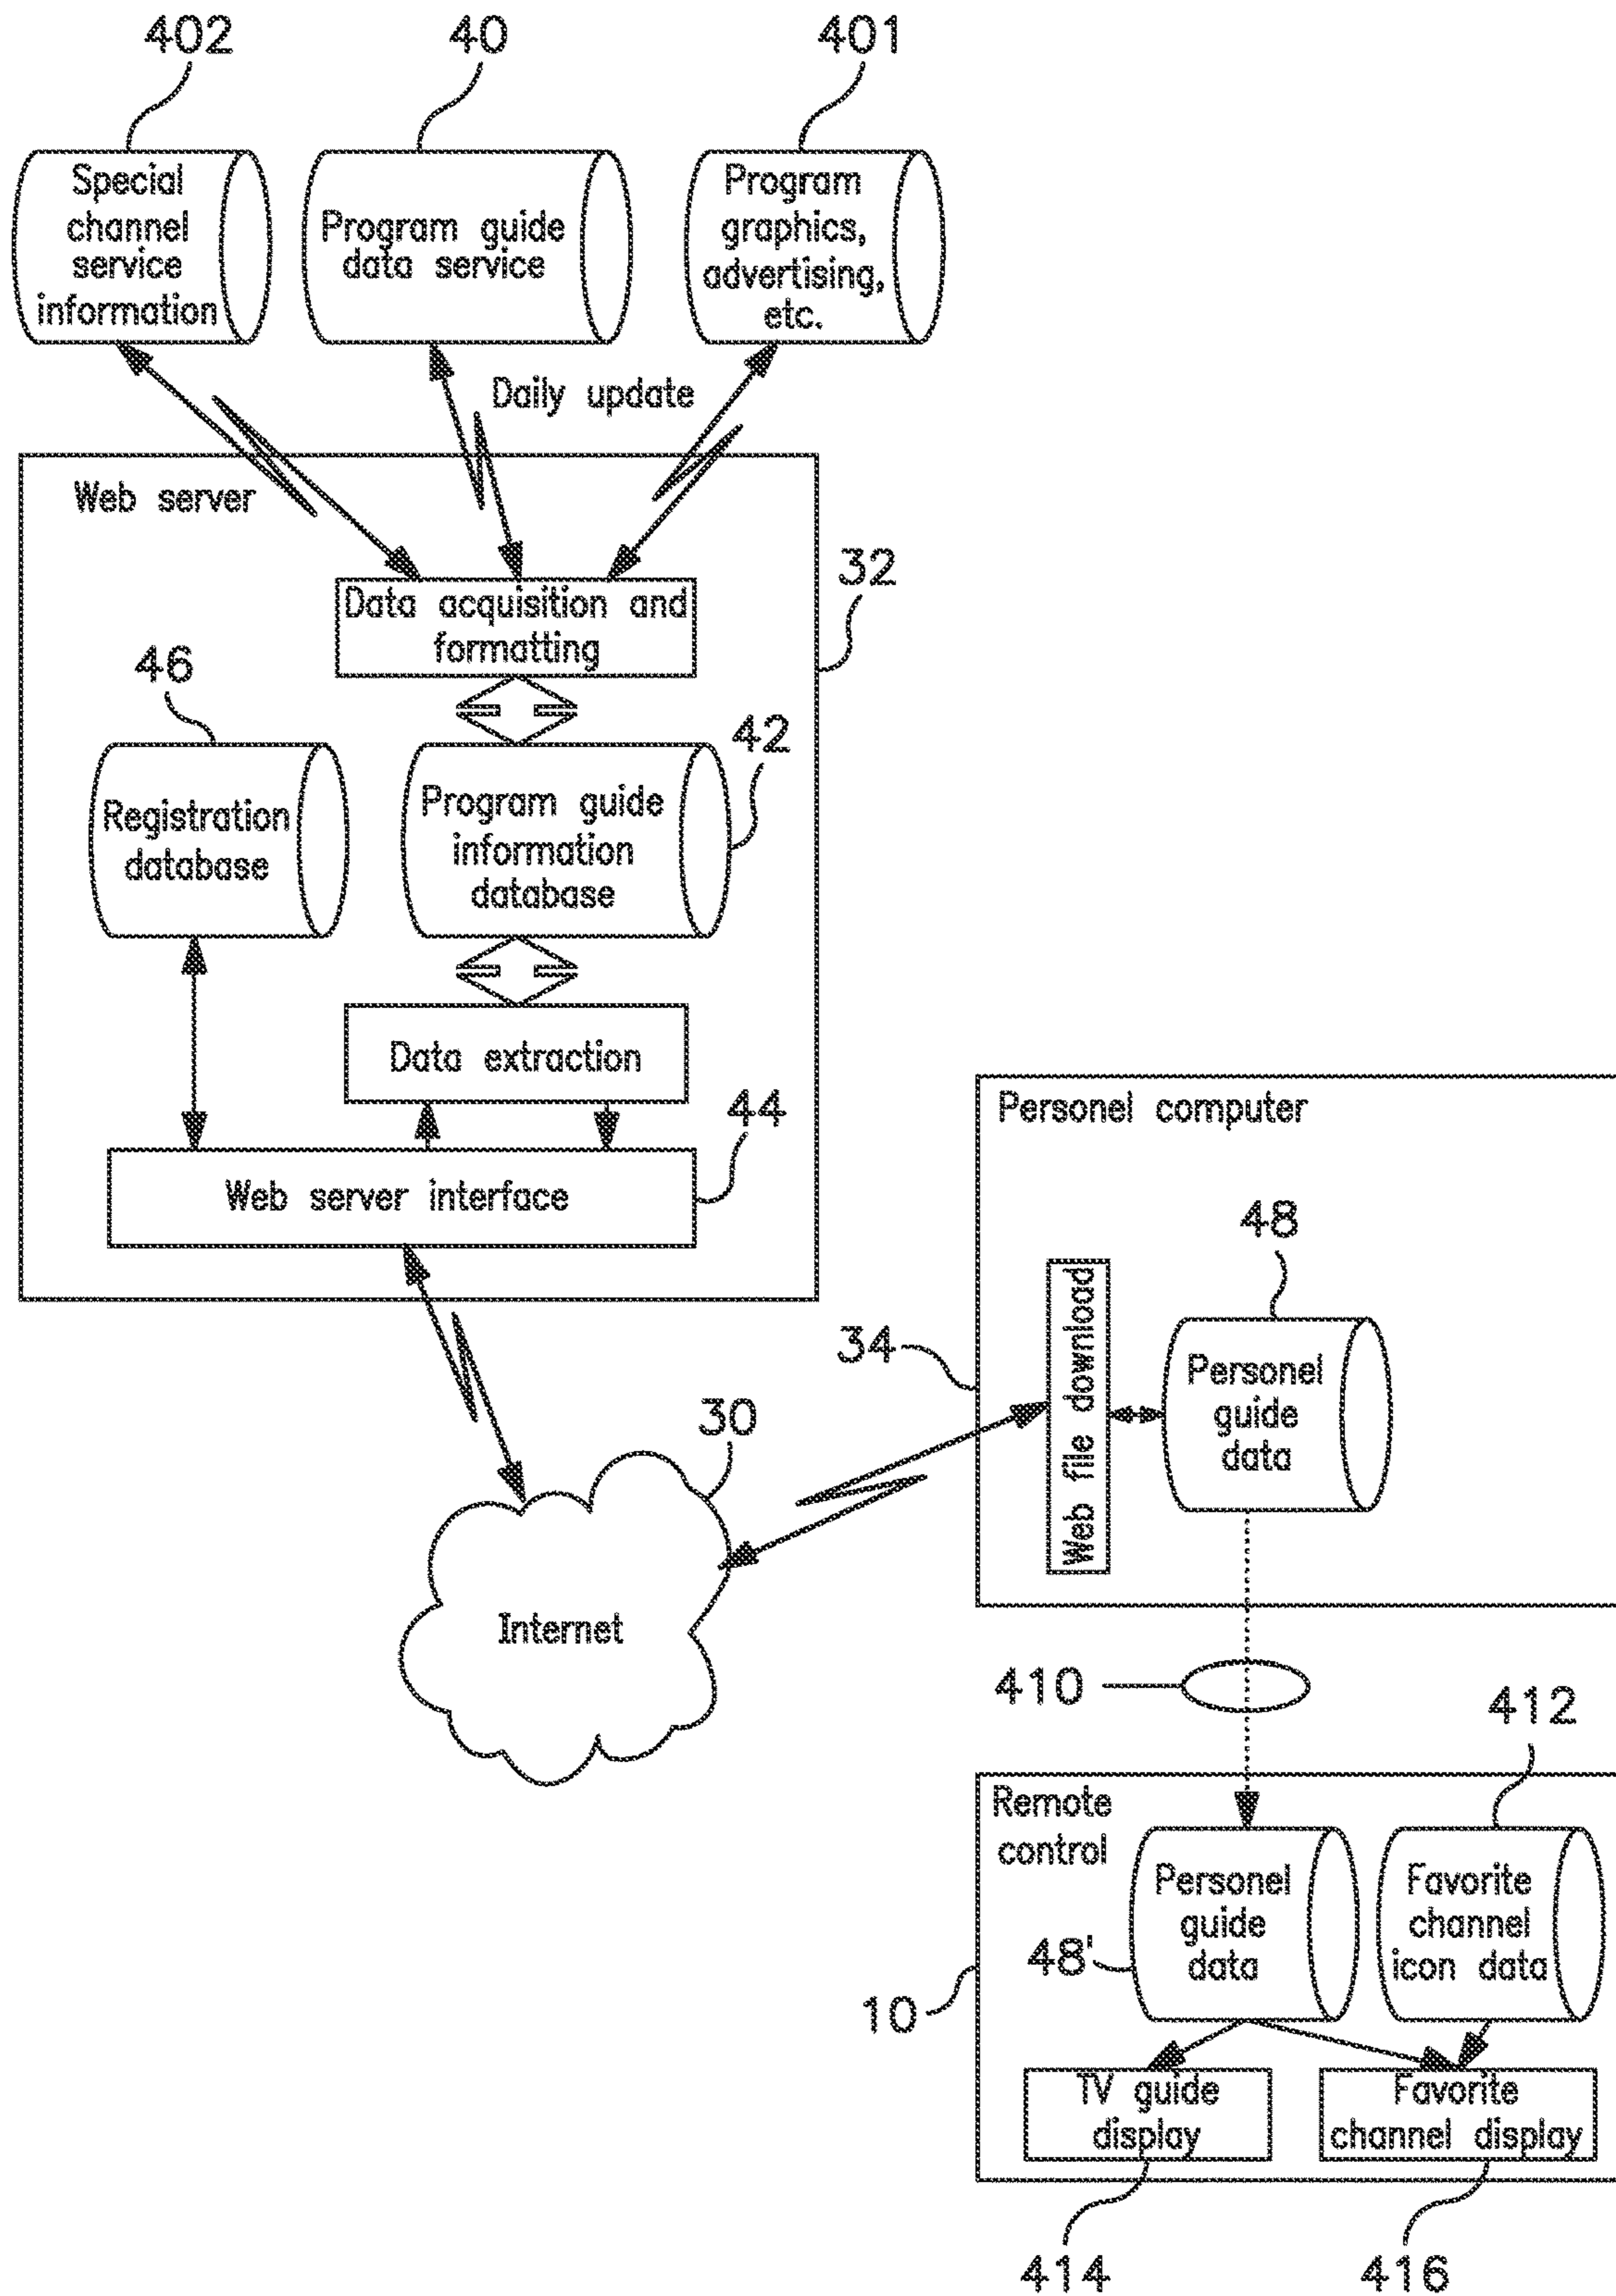 402
40
401
Special
channel
service
information
Program guide
data service
Program
graphics,
advertising,
etc.
Daily update
Web server
32
Data acquisition and
formatting
46
42
Registration
database
Program guide
information
database
Data extraction
44
Web server interface
Personel computer
48
34
Web file download
Personel
guide
data
30
Internet
410
412
Remote
control
Personel
guide
data
Favorite
channel
icon data
48'
10
TV guide
display
Favorite
channel display
414
416